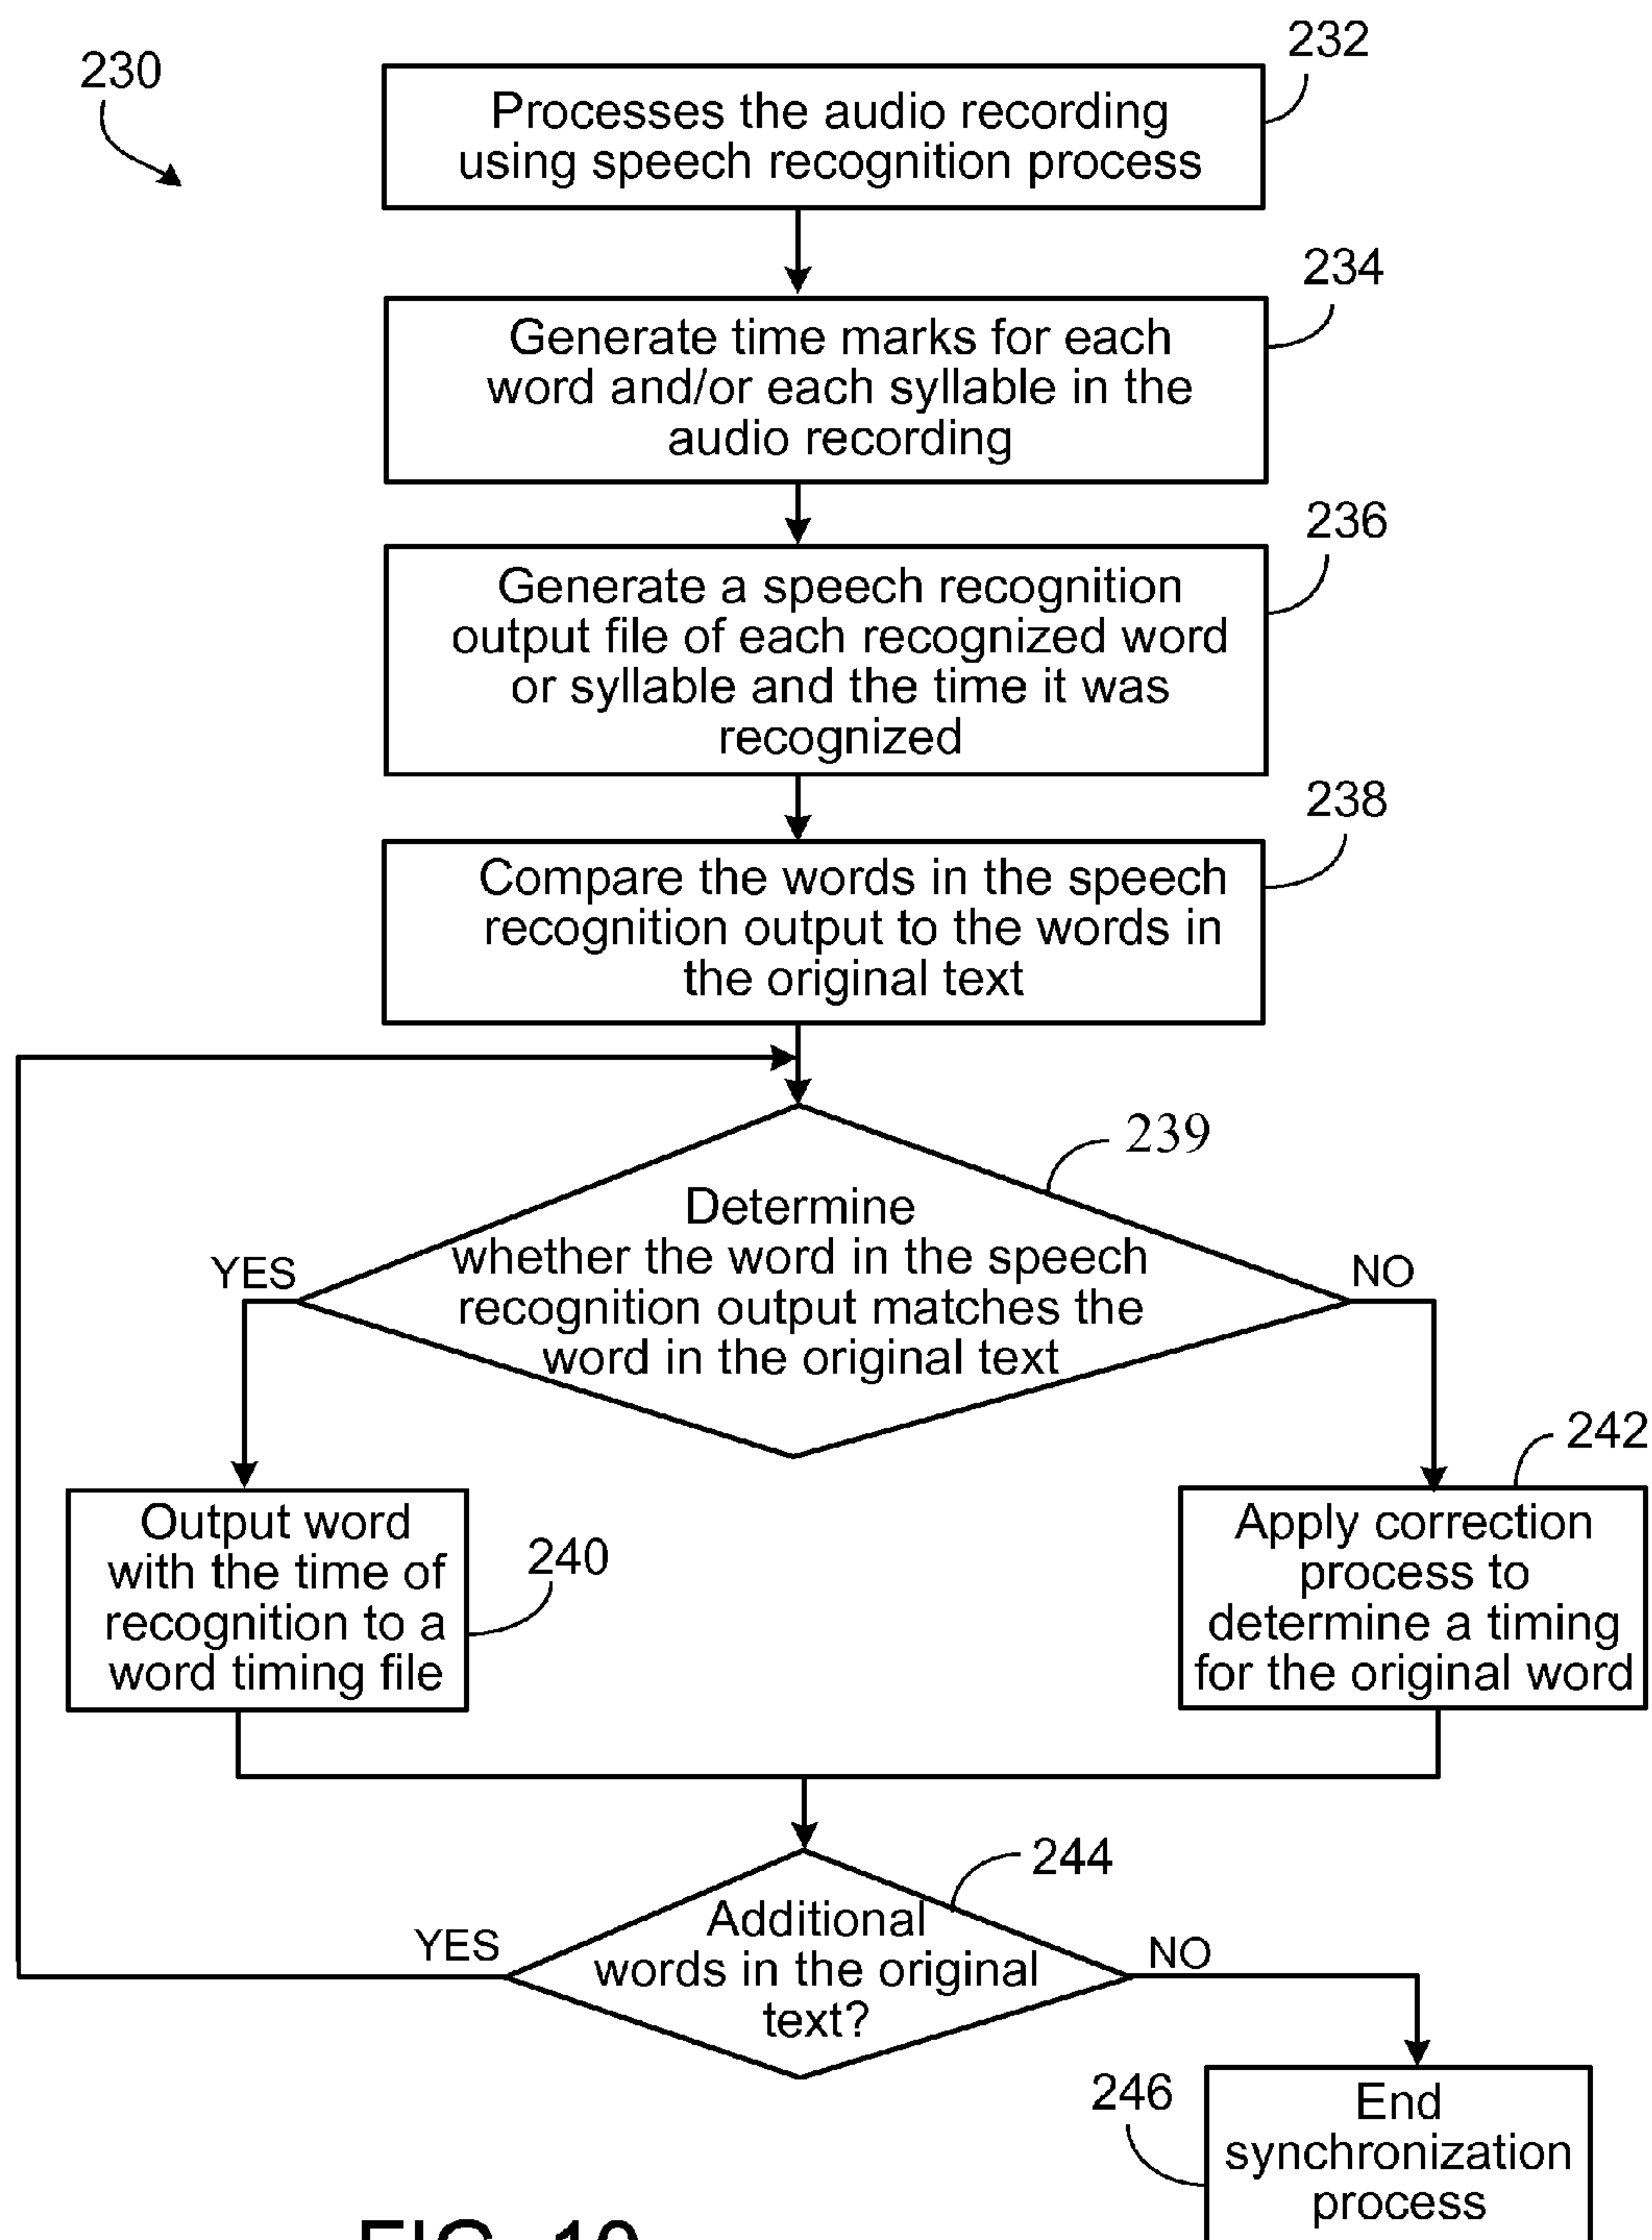 230
232
Processes the audio recording
using speech recognition process
234
Generate time marks for each
word and/or each syllable in the
audio recording
236
Generate a speech recognition
output file of each recognized word
or syllable and the time it was
recognized
238
Compare the words in the speech
recognition output to the words in
the original text
239
Determine
whether the word in the speech
recognition output matches the
word in the original text
YES
NO
Output word
with the time of
recognition to a
word timing file
240
242
Apply correction
process to
determine a timing
for the original word
244
Additional
words in the original
text?
YES
NO
246
End
synchronization
process
FIG. 10